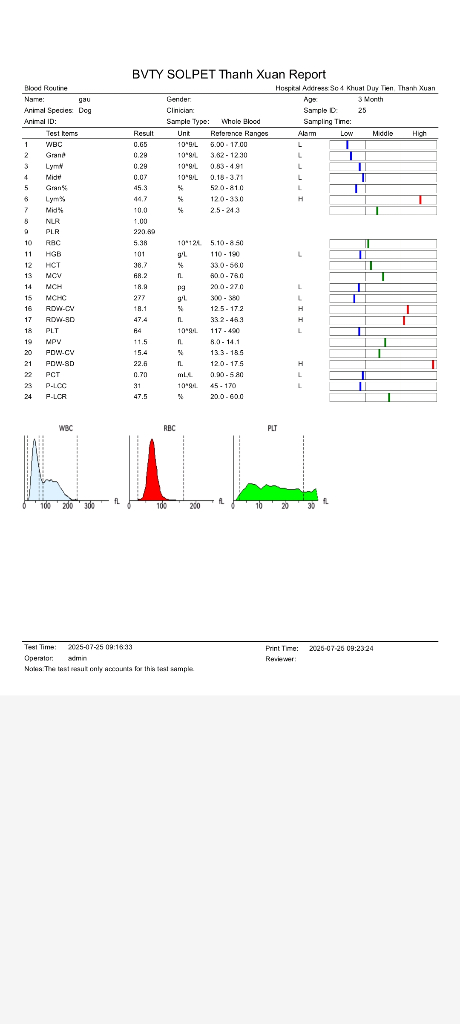 BVTY SOLPET Thanh Xuan Report
Blood Routine Hospital Address:So 4 Khuat Duy Tien. Thanh Xuan
Name: gau Gender: Age: 3 Month
Animal Species: Dog Clinician: Sample ID: 25
Animal ID: Sample Type: Whole Blood Sampling Time:
Test Items Result Unit Reference Ranges Alarm Low Middle High
1 WBC 0.65 10^9/L 6.00 - 17.00 L
2 Gran# 0.29 10^9/L 3.62 - 12.30 L
3 Lym# 0.29 10^9/L 0.83 - 4.91 L
4 Mid# 0.07 10^9/L 0.18 - 3.71 L
5 Gran% 45.3 % 52.0 - 81.0 L
6 Lym% 44.7 % 12.0 - 33.0 H
7 Mid% 10.0 % 2.5 - 24.3
8 NLR 1.00
9 PLR 220.69
10 RBC 5.38 10^12/L 5.10 - 8.50
11 HGB 101 g/L 110 - 190 L
12 HCT 36.7 % 33.0 - 56.0
13 MCV 68.2 fL 60.0 - 76.0
14 MCH 18.9 pg 20.0 - 27.0 L
15 MCHC 277 g/L 300 - 380 L
16 RDW-CV 18.1 % 12.5 - 17.2 H
17 RDW-SD 47.4 fL 33.2 - 46.3 H
18 PLT 64 10^9/L 117 - 490 L
19 MPV 11.5 fL 8.0 - 14.1
20 PDW-CV 15.4 % 13.3 - 18.5
21 PDW-SD 22.6 fL 12.0 - 17.5 H
22 PCT 0.70 mL/L 0.90 - 5.80 L
23 P-LCC 31 10^9/L 45 - 170 L
24 P-LCR 47.5 % 20.0 - 60.0
WBC RBC PLT
0 100 200 300 fL 0 100 200 fL 0 10 20 30 fL
Test Time: 2025-07-25 09:16:33 Print Time: 2025-07-25 09:23:24
Operator: admin Reviewer:
Notes:The test result only accounts for this test sample.